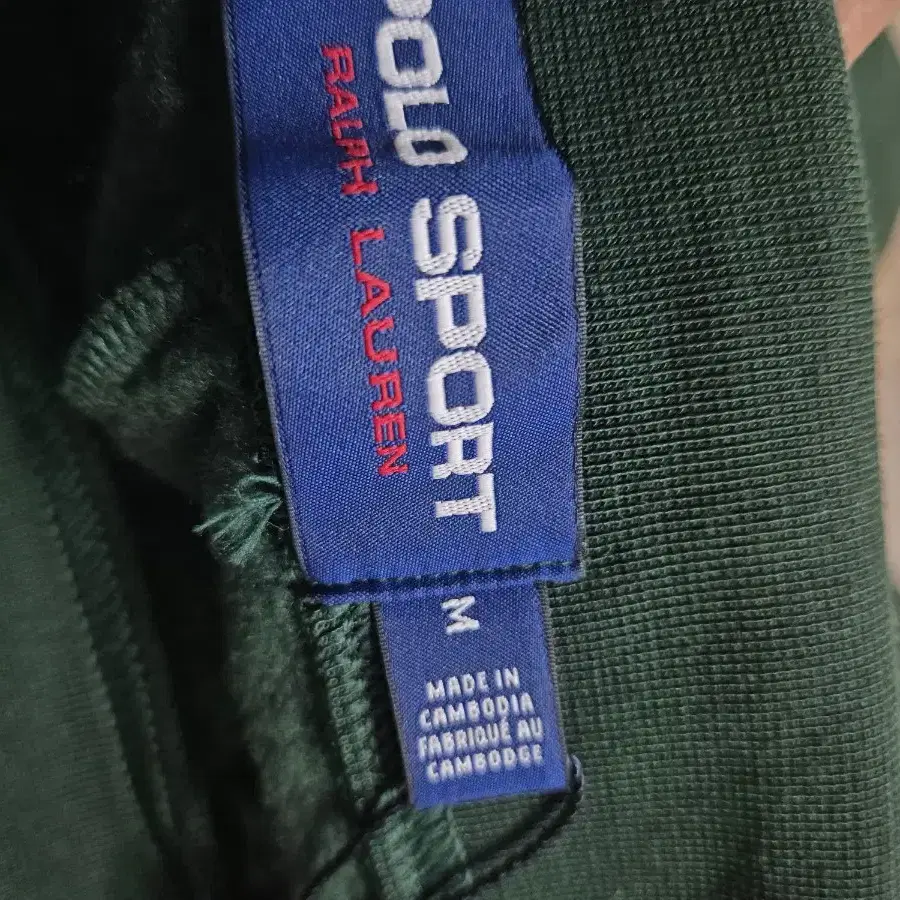 POLO SPORT
RALPH LAUREN
M
MADE IN
CAMBODIA
FABRIQUÉ AU
CAMBODGE